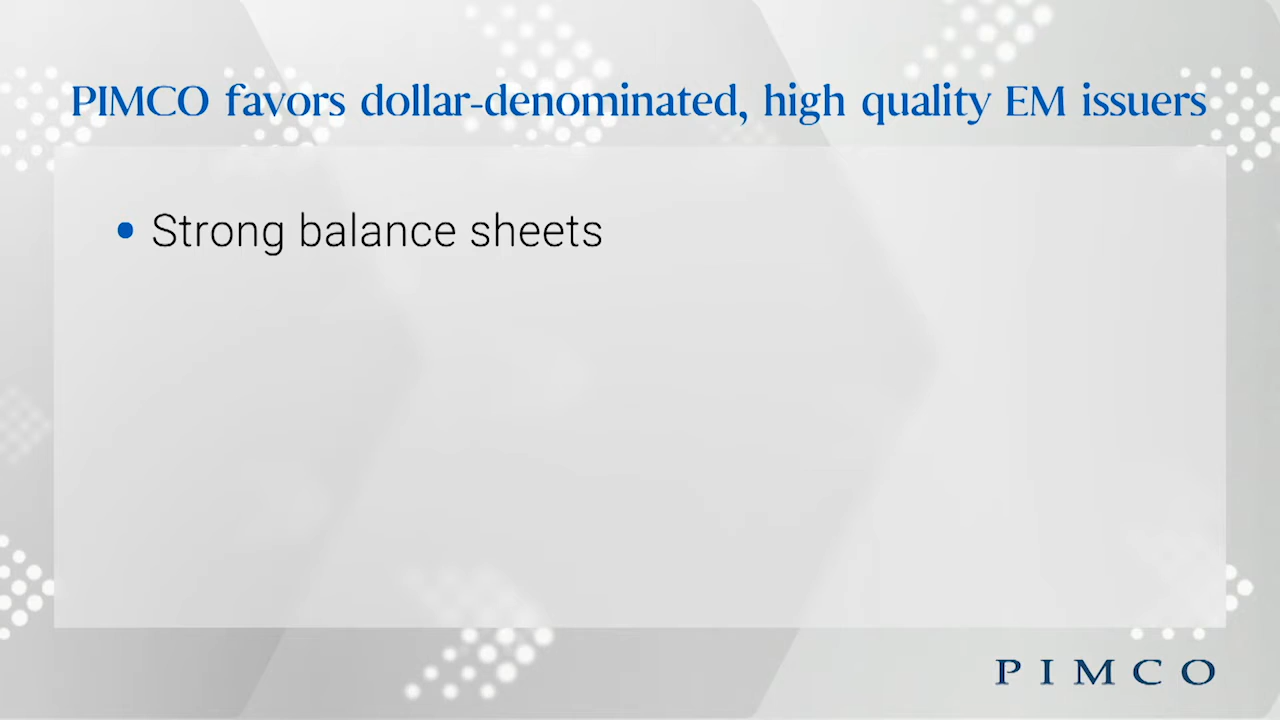 PIMCO favors dollar-denominated, high quality EM issuers
• Strong balance sheets
PIMCO